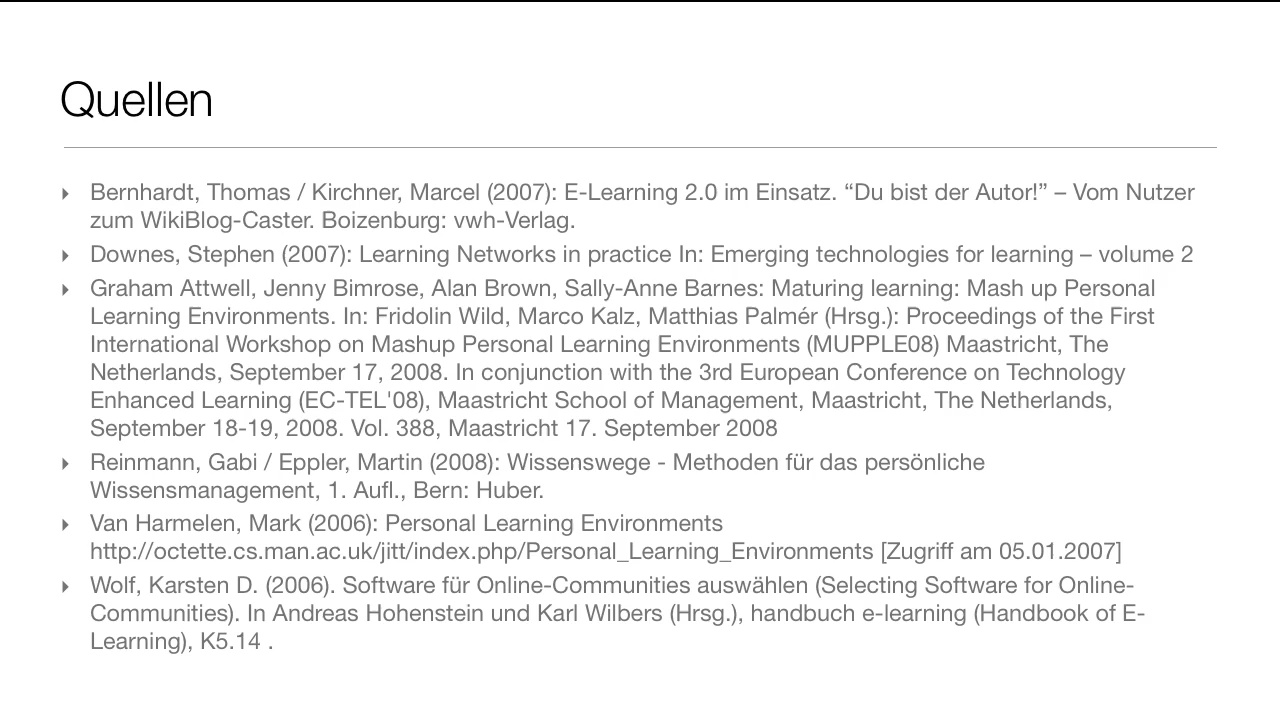 Quellen
‣ Bernhardt, Thomas / Kirchner, Marcel (2007): E-Learning 2.0 im Einsatz. “Du bist der Autor!” – Vom Nutzer
zum WikiBlog-Caster. Boizenburg: vwh-Verlag.
‣ Downes, Stephen (2007): Learning Networks in practice In: Emerging technologies for learning – volume 2
‣ Graham Attwell, Jenny Bimrose, Alan Brown, Sally-Anne Barnes: Maturing learning: Mash up Personal
Learning Environments. In: Fridolin Wild, Marco Kalz, Matthias Palmér (Hrsg.): Proceedings of the First
International Workshop on Mashup Personal Learning Environments (MUPPLE08) Maastricht, The
Netherlands, September 17, 2008. In conjunction with the 3rd European Conference on Technology
Enhanced Learning (EC-TEL'08), Maastricht School of Management, Maastricht, The Netherlands,
September 18-19, 2008. Vol. 388, Maastricht 17. September 2008
‣ Reinmann, Gabi / Eppler, Martin (2008): Wissenswege - Methoden für das persönliche
Wissensmanagement, 1. Aufl., Bern: Huber.
‣ Van Harmelen, Mark (2006): Personal Learning Environments
http://octette.cs.man.ac.uk/jitt/index.php/Personal_Learning_Environments [Zugriff am 05.01.2007]
‣ Wolf, Karsten D. (2006). Software für Online-Communities auswählen (Selecting Software for Online-
Communities). In Andreas Hohenstein und Karl Wilbers (Hrsg.), handbuch e-learning (Handbook of E-
Learning), K5.14 .